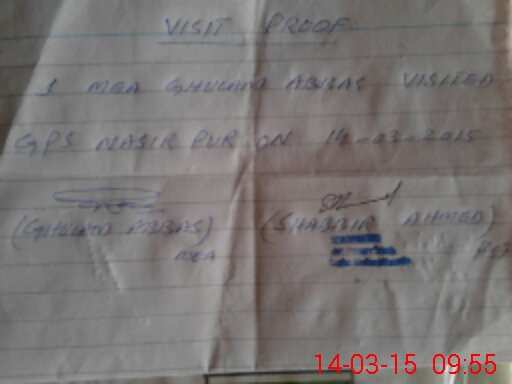 VISIT PROOF
I MEA GHULAM ABBAS VISITED
GPS NASIR PUR ON 14-03-2015
(GHULAM ABBAS)
MEA
(SHABBIR AHMED)
14-03-15 09:55